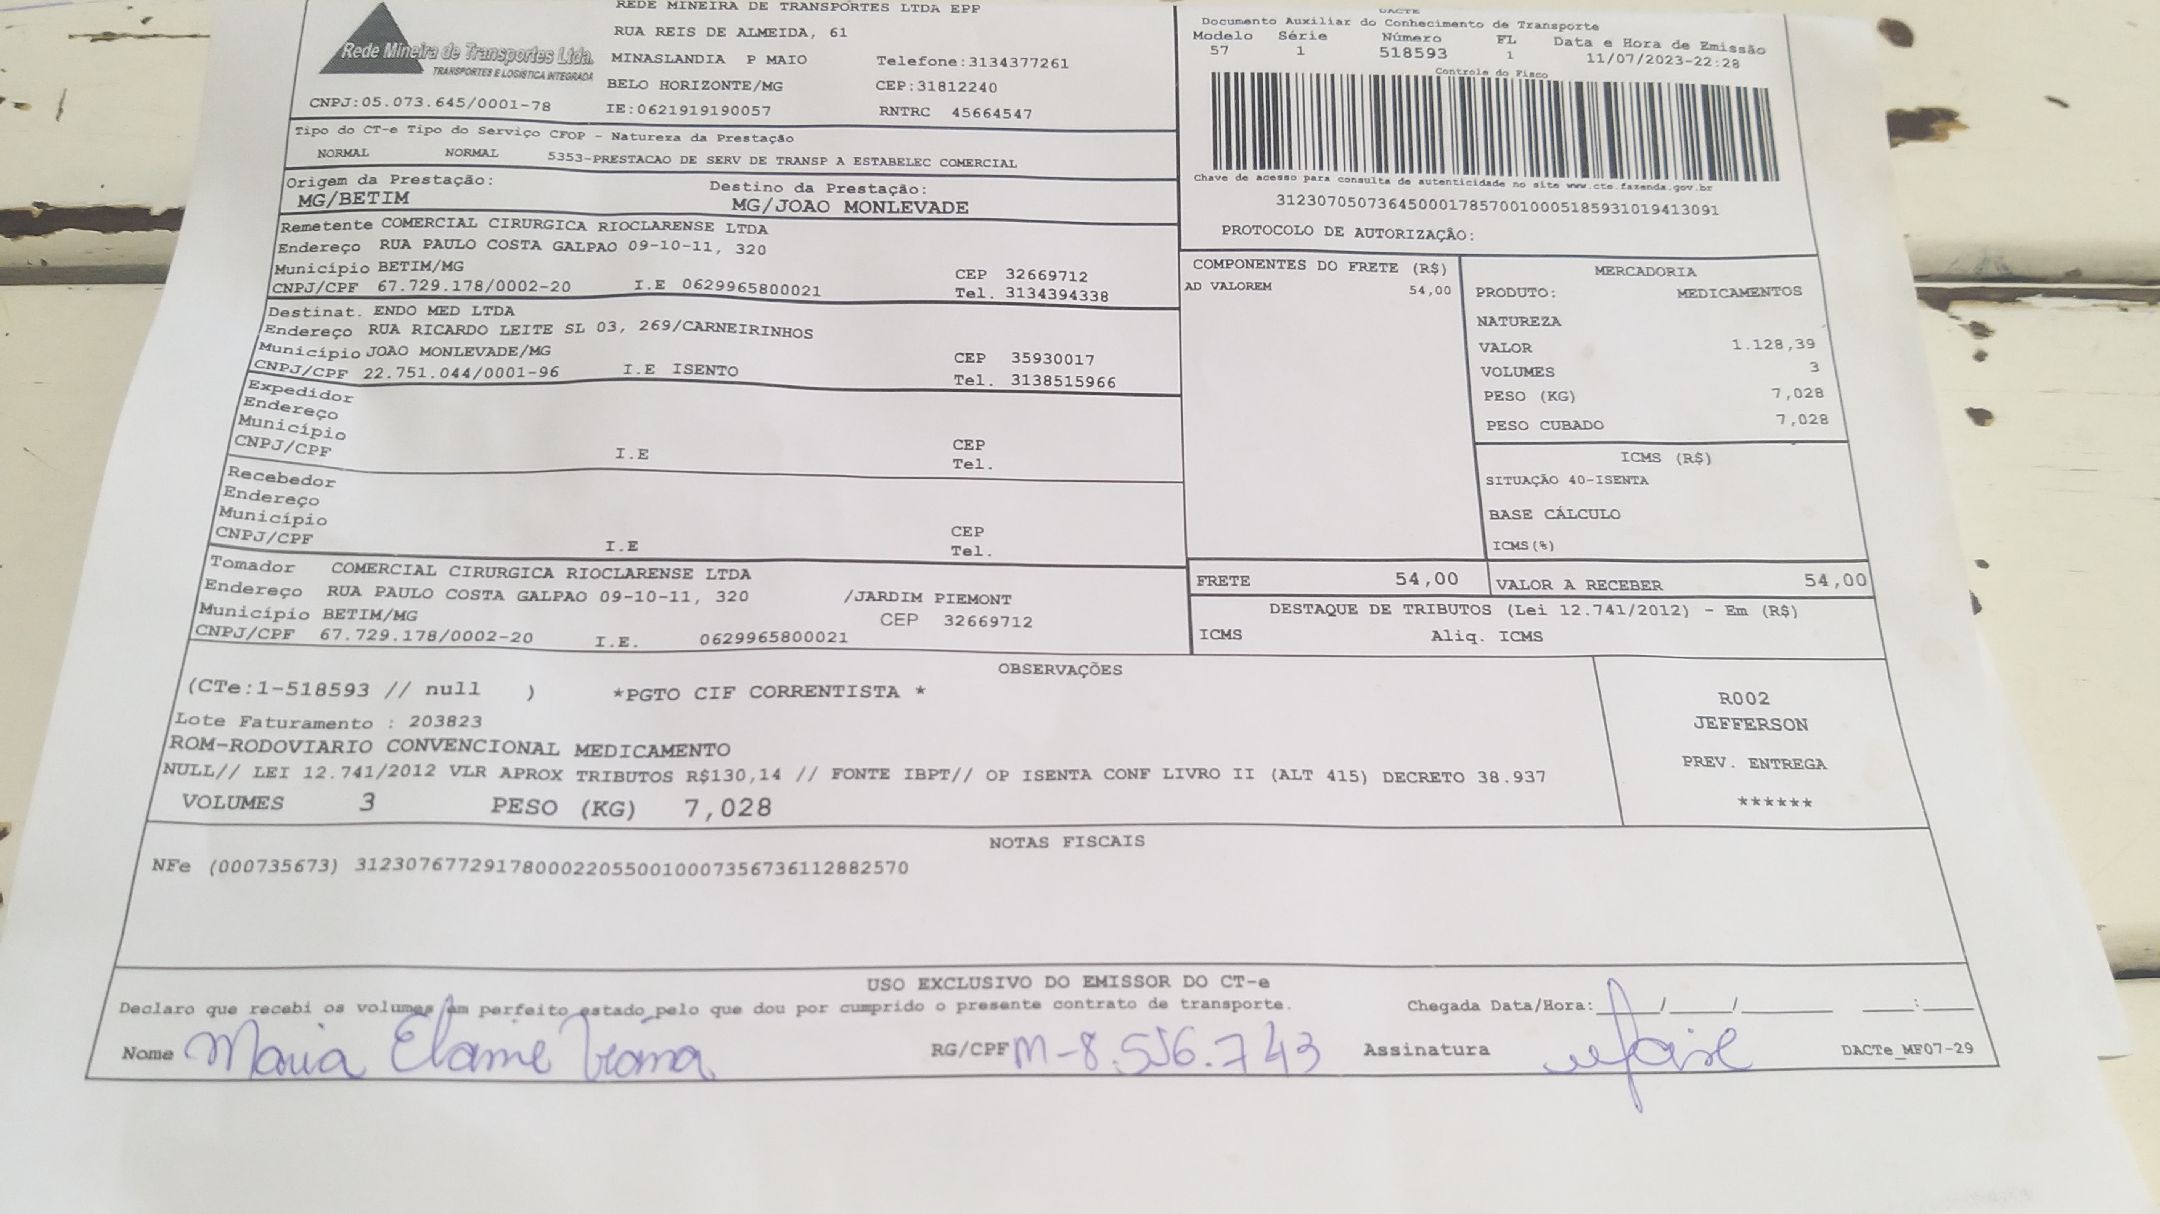 REDE MINEIRA DE TRANSPORTES LTDA EPP
RUA REIS DE ALMEIDA, 61
MINASLANDIA P MAIO Telefone:3134377261
BELO HORIZONTE/MG CEP:31812240
IE:0621919190057 RNTRC 45664547
Rede Mineira de Transportes Ltda.
TRANSPORTES E LOGÍSTICA INTEGRADA
CNPJ:05.073.645/0001-78
DACTE
Documento Auxiliar do Conhecimento de Transporte
Modelo Série Número FL Data e Hora de Emissão
57 1 518593 1 11/07/2023-22:28
Controle do Fisco
Chave de acesso para consulta de autenticidade no site www.cte.fazenda.gov.br
31230705073645000178570010005185931019413091
PROTOCOLO DE AUTORIZAÇÂO:
Tipo do CT-e Tipo do Serviço CFOP - Natureza da Prestação
NORMAL NORMAL 5353-PRESTACAO DE SERV DE TRANSP A ESTABELEC COMERCIAL
Origem da Prestação: Destino da Prestação:
MG/BETIM MG/JOAO MONLEVADE
Remetente COMERCIAL CIRURGICA RIOCLARENSE LTDA
Endereço RUA PAULO COSTA GALPAO 09-10-11, 320
Município BETIM/MG CEP 32669712
CNPJ/CPF 67.729.178/0002-20 I.E 0629965800021 Tel. 3134394338
Destinat. ENDO MED LTDA
Endereço RUA RICARDO LEITE SL 03, 269/CARNEIRINHOS
Município JOAO MONLEVADE/MG CEP 35930017
CNPJ/CPF 22.751.044/0001-96 I.E ISENTO Tel. 3138515966
Expedidor
Endereço
Município CEP
CNPJ/CPF I.E Tel.
Recebedor
Endereço
Município CEP
CNPJ/CPF I.E Tel.
Tomador COMERCIAL CIRURGICA RIOCLARENSE LTDA
Endereço RUA PAULO COSTA GALPAO 09-10-11, 320 /JARDIM PIEMONT
Município BETIM/MG CEP 32669712
CNPJ/CPF 67.729.178/0002-20 I.E. 0629965800021
COMPONENTES DO FRETE (R$)
AD VALOREM 54,00
MERCADORIA
PRODUTO: MEDICAMENTOS
NATUREZA
VALOR 1.128,39
VOLUMES 3
PESO (KG) 7,028
PESO CUBADO 7,028
ICMS (R$)
SITUAÇÃO 40-ISENTA
BASE CÁLCULO
ICMS(%)
FRETE 54,00 VALOR A RECEBER 54,00
DESTAQUE DE TRIBUTOS (Lei 12.741/2012) - Em (R$)
ICMS Aliq. ICMS
OBSERVAÇÕES
(CTe:1-518593 // null ) *PGTO CIF CORRENTISTA *
Lote Faturamento : 203823
ROM-RODOVIARIO CONVENCIONAL MEDICAMENTO
NULL// LEI 12.741/2012 VLR APROX TRIBUTOS R$130,14 // FONTE IBPT// OP ISENTA CONF LIVRO II (ALT 415) DECRETO 38.937
VOLUMES 3 PESO (KG) 7,028
R002
JEFFERSON
PREV. ENTREGA
******
NOTAS FISCAIS
NFe (000735673) 31230767729178000220550010007356736112882570
USO EXCLUSIVO DO EMISSOR DO CT-e
Declaro que recebi os volumes em perfeito estado pelo que dou por cumprido o presente contrato de transporte. Chegada Data/Hora:____/____/______ ___:___
Nome Maria Elaine RG/CPF M-8.556.743 Assinatura DACTe_MF07-29